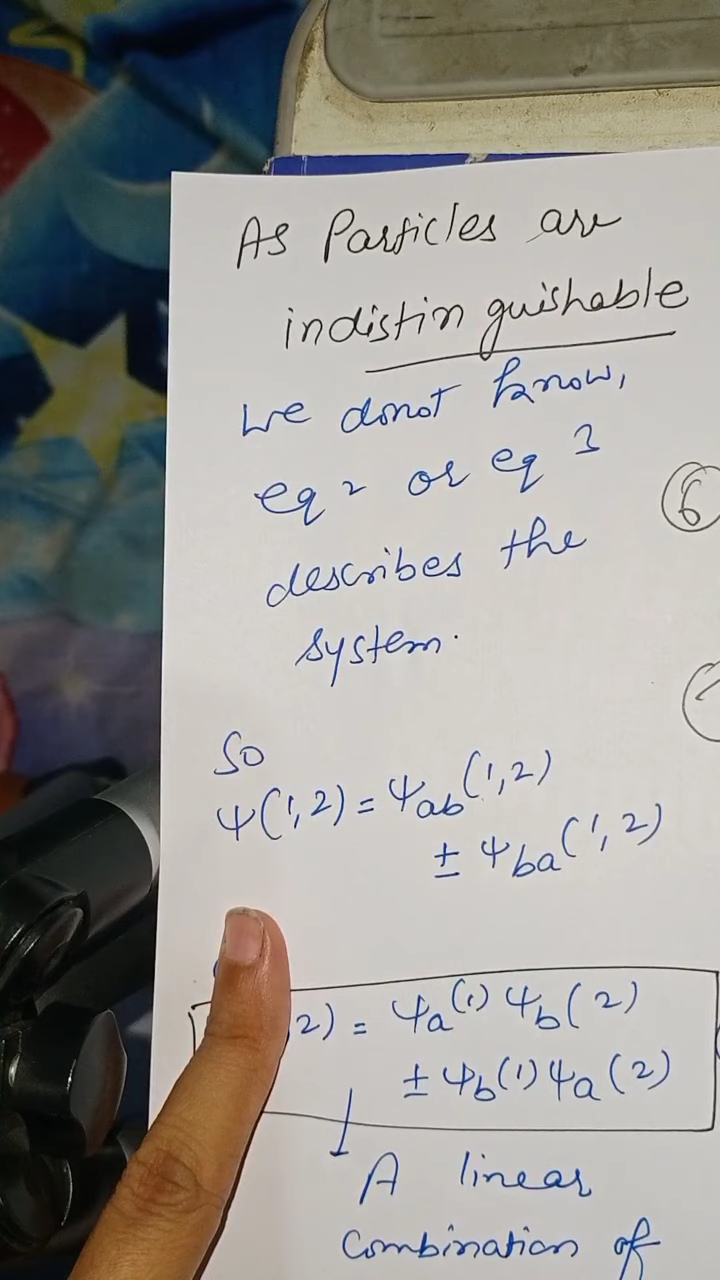 As Particles are
indistinguishable
We donot know,
eq 2 or eq 3
describes the
system.
6
So
Ψ(1,2) = Ψab(1,2)
± Ψba(1,2)
2) = Ψa(1) Ψb(2)
± Ψb(1) Ψa(2)
A linear
Combination of